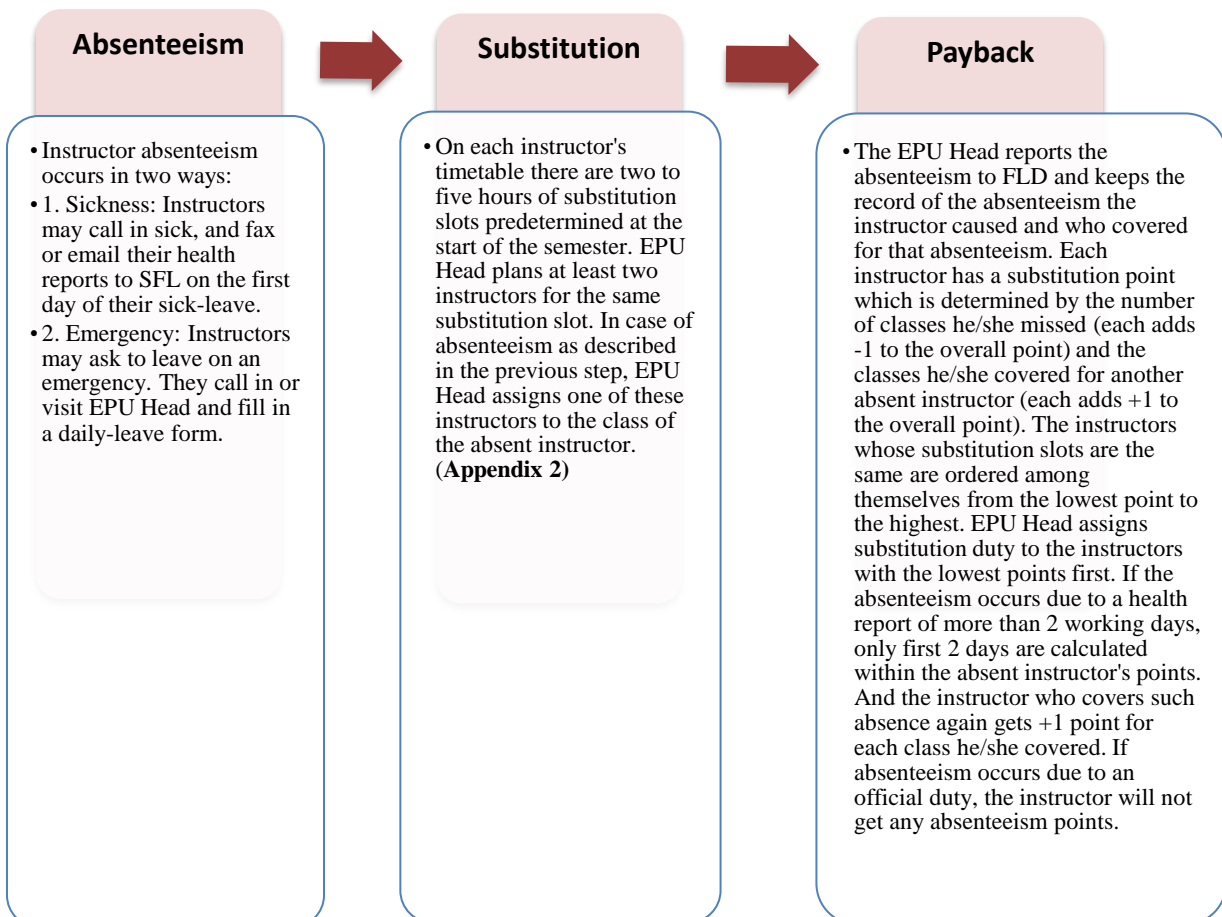 Absenteeism
• Instructor absenteeism
occurs in two ways:
• 1. Sickness: Instructors
may call in sick, and fax
or email their health
reports to SFL on the first
day of their sick-leave.
• 2. Emergency: Instructors
may ask to leave on an
emergency. They call in or
visit EPU Head and fill in
a daily-leave form.
Substitution
• On each instructor's
timetable there are two to
five hours of substitution
slots predetermined at the
start of the semester. EPU
Head plans at least two
instructors for the same
substitution slot. In case of
absenteeism as described
in the previous step, EPU
Head assigns one of these
instructors to the class of
the absent instructor.
(Appendix 2)
Payback
• The EPU Head reports the
absenteeism to FLD and keeps the
record of the absenteeism the
instructor caused and who covered
for that absenteeism. Each
instructor has a substitution point
which is determined by the number
of classes he/she missed (each adds
-1 to the overall point) and the
classes he/she covered for another
absent instructor (each adds +1 to
the overall point). The instructors
whose substitution slots are the
same are ordered among
themselves from the lowest point to
the highest. EPU Head assigns
substitution duty to the instructors
with the lowest points first. If the
absenteeism occurs due to a health
report of more than 2 working days,
only first 2 days are calculated
within the absent instructor's points.
And the instructor who covers such
absence again gets +1 point for
each class he/she covered. If
absenteeism occurs due to an
official duty, the instructor will not
get any absenteeism points.